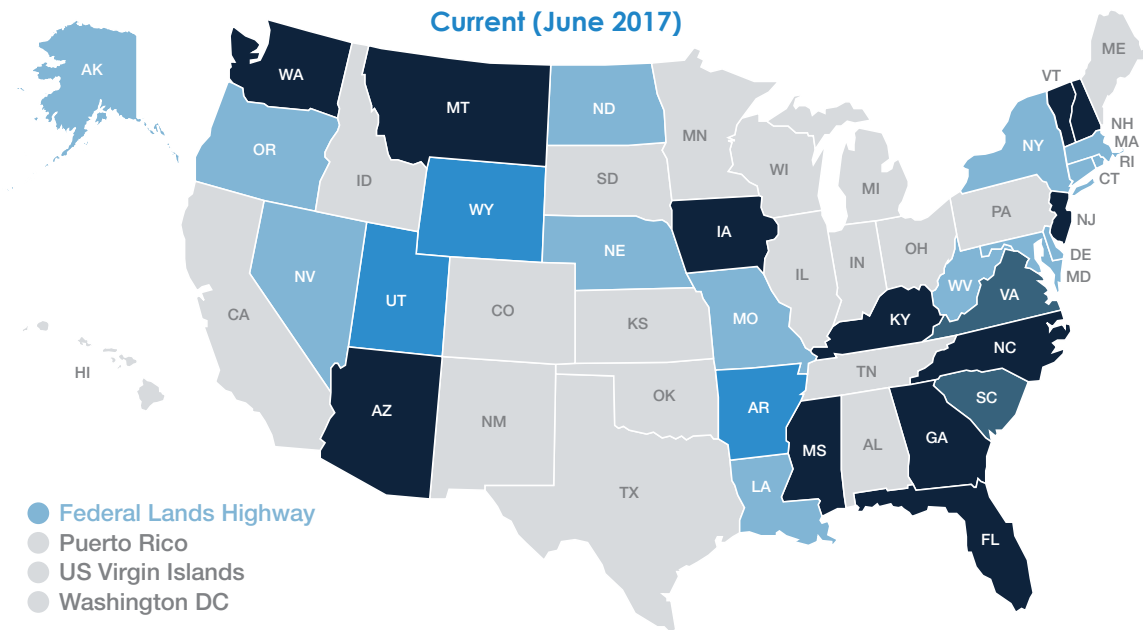 Current (June 2017)
AK
WA
MT
ND
MN
OR
ID
WY
SD
WI
MI
NY
VT
ME
NH
MA
RI
CT
NV
UT
NE
IA
PA
NJ
CA
CO
KS
MO
IL
IN
OH
WV
VA
DE
MD
HI
AZ
NM
OK
AR
KY
TN
NC
SC
TX
LA
MS
AL
GA
FL
Federal Lands Highway
Puerto Rico
US Virgin Islands
Washington DC